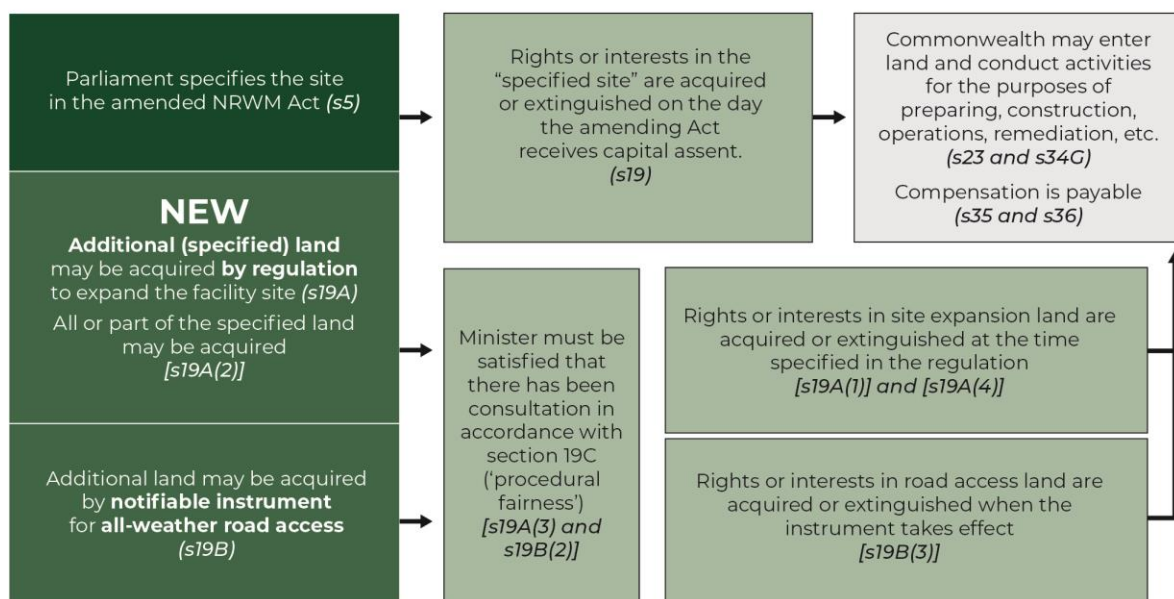 Parliament specifies the site
in the amended NRWM Act (s5)
Rights or interests in the
“specified site” are acquired
or extinguished on the day
the amending Act
receives capital assent.
(s19)
Commonwealth may enter
land and conduct activities
for the purposes of
preparing, construction,
operations, remediation, etc.
(s23 and s34G)
Compensation is payable
(s35 and s36)
NEW
Additional (specified) land
may be acquired by regulation
to expand the facility site (s19A)
All or part of the specified land
may be acquired
[s19A(2)]
Additional land may be acquired
by notifiable instrument
for all-weather road access
(s19B)
Minister must be
satisfied that
there has been
consultation in
accordance with
section 19C
(‘procedural
fairness’)
[s19A(3) and
s19B(2)]
Rights or interests in site expansion land are
acquired or extinguished at the time
specified in the regulation
[s19A(1)] and [s19A(4)]
Rights or interests in road access land are
acquired or extinguished when the
instrument takes effect
[s19B(3)]